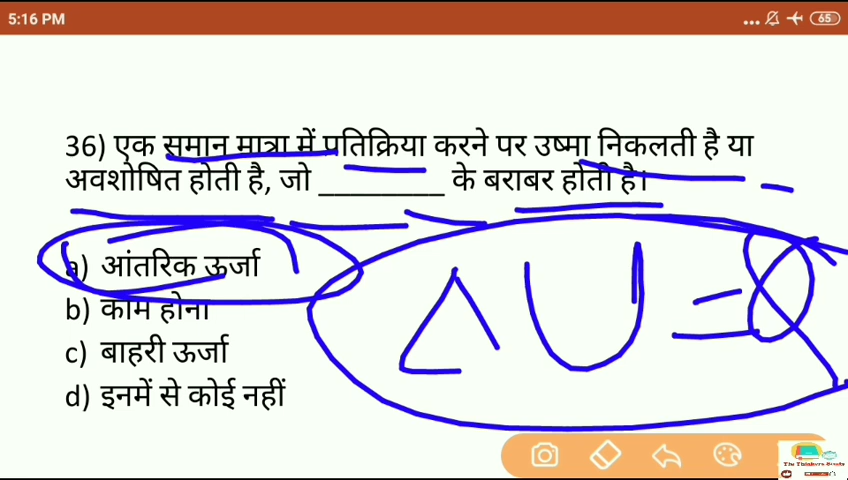 5:16 PM
65
36) एक समान मात्रा में प्रतिक्रिया करने पर उष्मा निकलती है या
अवशोषित होती है, जो _________ के बराबर होती है।
a) आंतरिक ऊर्जा
b) काम होना
c) बाहरी ऊर्जा
d) इनमें से कोई नहीं